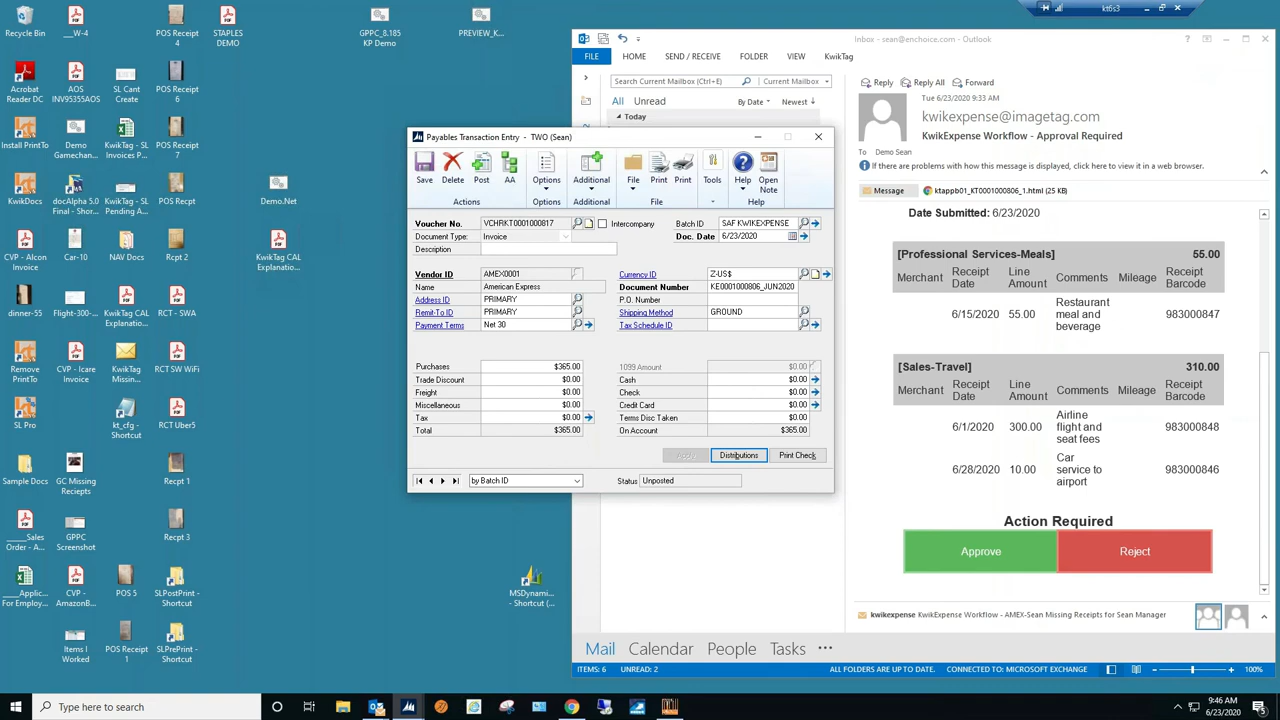 kt6s3
Recycle Bin
___W-4
POS Receipt
4
STAPLES
DEMO
GPPC_8.185
KP Demo
PREVIEW_K...
Acrobat
Reader DC
AOS
INV95355AOS
SL Cant
Create
POS Receipt
6
Install PrintTo
Demo
Gamechan...
KwikTag - SL
Invoices P...
POS Receipt
7
KwikDocs
docAlpha 5.0
Final - Shor...
KwikTag - SL
Pending A...
POS Recpt
Demo.Net
CVP - Alcon
Invoice
Car-10
NAV Docs
Rcpt 2
KwikTag CAL
Explanatio...
dinner-55
Flight-300-...
KwikTag CAL
Explanatio...
RCT - SWA
Remove
PrintTo
CVP - Icare
Invoice
KwikTag
Missin...
RCT SW WiFi
SL Pro
kt_cfg -
Shortcut
RCT Uber5
Sample Docs
GC Missing
Reciepts
Recpt 1
_____Sales
Order - A...
GPPC
Screenshot
Recpt 3
____Applic...
For Employ...
CVP -
AmazonB...
POS 5
SLPostPrint -
Shortcut
MSDynami...
- Shortcut (...
Items I
Worked
POS Receipt
1
SLPrePrint -
Shortcut
Payables Transaction Entry - TWO (Sean)
Save
Delete
Post
AA
Options
Additional
File
Print
Print
Tools
Help
Open
Note
Actions
Options
Additional
File
Help
Voucher No.
VCHRKT0001000817
Intercompany
Batch ID
SAF KWIKEXPENSE
Document Type:
Invoice
Doc. Date
6/23/2020
Description
Vendor ID
AMEX0001
Currency ID
Z-US$
Name
American Express
Document Number
KE0001000806_JUN2020
Address ID
PRIMARY
P.O. Number
Remit-To ID
PRIMARY
Shipping Method
GROUND
Payment Terms
Net 30
Tax Schedule ID
Purchases
$365.00
1099 Amount
$0.00
Trade Discount
$0.00
Cash
$0.00
Freight
$0.00
Check
$0.00
Miscellaneous
$0.00
Credit Card
$0.00
Tax
$0.00
Terms Disc Taken
$0.00
Total
$365.00
On Account
$365.00
Apply
Distributions
Print Check
by Batch ID
Status
Unposted
Inbox - sean@enchoice.com - Outlook
FILE
HOME
SEND / RECEIVE
FOLDER
VIEW
KwikTag
Search Current Mailbox (Ctrl+E)
Current Mailbox
All
Unread
By Date
Newest
Today
Reply
Reply All
Forward
Tue 6/23/2020 9:33 AM
kwikexpense@imagetag.com
KwikExpense Workflow - Approval Required
To Demo Sean
If there are problems with how this message is displayed, click here to view it in a web browser.
Message
ktappb01_KT0001000806_1.html (25 KB)
Date Submitted: 6/23/2020
[Professional Services-Meals]
55.00
Merchant
Receipt
Date
Line
Amount
Comments
Mileage
Receipt
Barcode
6/15/2020
55.00
Restaurant
meal and
beverage
983000847
[Sales-Travel]
310.00
Merchant
Receipt
Date
Line
Amount
Comments
Mileage
Receipt
Barcode
6/1/2020
300.00
Airline
flight and
seat fees
983000848
6/28/2020
10.00
Car
service to
airport
983000846
Action Required
Approve
Reject
kwikexpense KwikExpense Workflow - AMEX-Sean Missing Receipts for Sean Manager
Mail
Calendar
People
Tasks
ITEMS: 6
UNREAD: 2
ALL FOLDERS ARE UP TO DATE.
CONNECTED TO: MICROSOFT EXCHANGE
100%
Type here to search
9:46 AM
6/23/2020
5